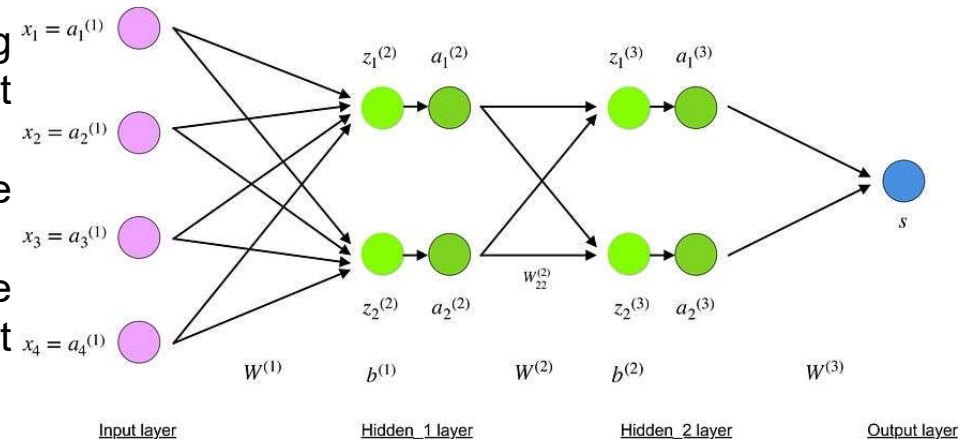 g
t
e
e
t
x₁ = a₁⁽¹⁾
x₂ = a₂⁽¹⁾
x₃ = a₃⁽¹⁾
x₄ = a₄⁽¹⁾
z₁⁽²⁾ a₁⁽²⁾ z₁⁽³⁾ a₁⁽³⁾
s
W₂₂⁽²⁾
z₂⁽²⁾ a₂⁽²⁾ z₂⁽³⁾ a₂⁽³⁾
W⁽¹⁾ b⁽¹⁾ W⁽²⁾ b⁽²⁾ W⁽³⁾
Input layer Hidden_1 layer Hidden_2 layer Output layer